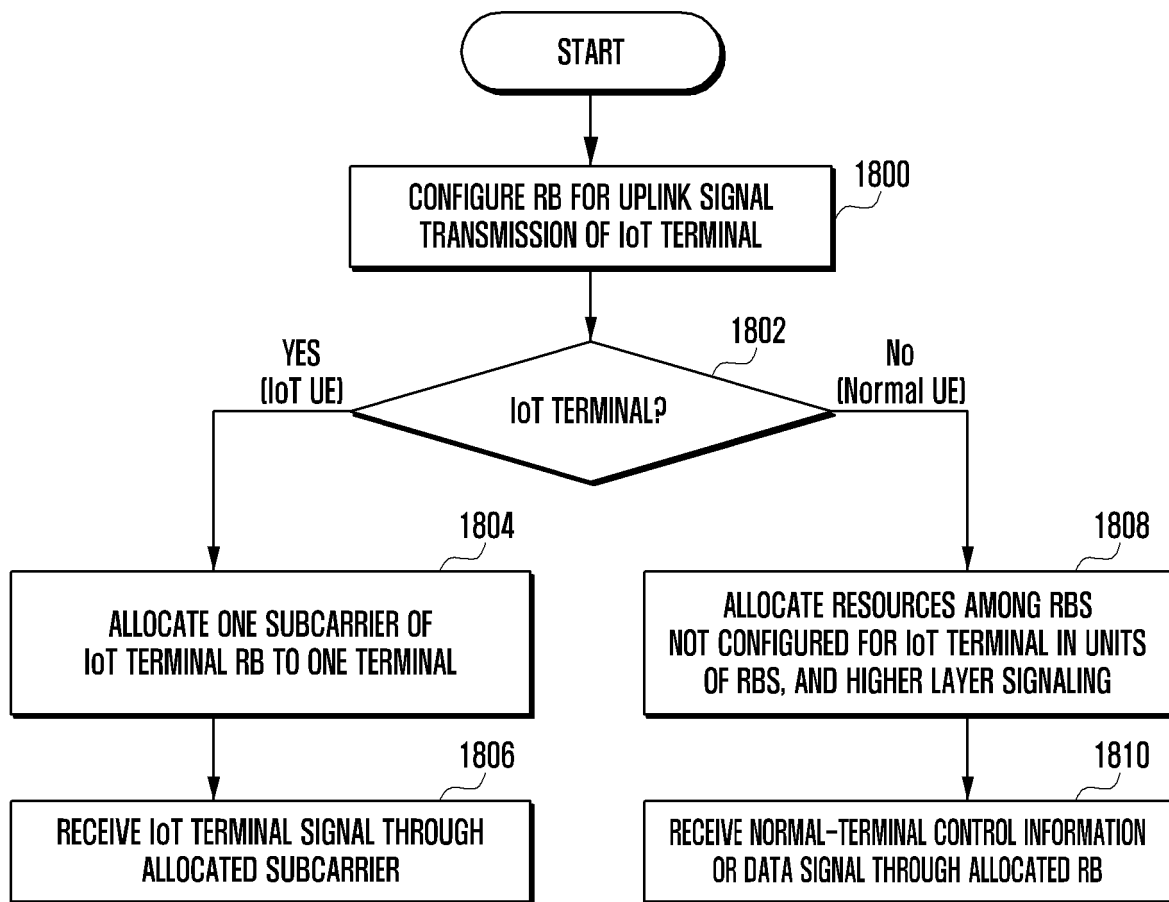 START
1800
CONFIGURE RB FOR UPLINK SIGNAL
TRANSMISSION OF IoT TERMINAL
1802
YES
(IoT UE)
No
(Normal UE)
IoT TERMINAL?
1804
ALLOCATE ONE SUBCARRIER OF
IoT TERMINAL RB TO ONE TERMINAL
1808
ALLOCATE RESOURCES AMONG RBS
NOT CONFIGURED FOR IoT TERMINAL IN UNITS
OF RBS, AND HIGHER LAYER SIGNALING
1806
RECEIVE IoT TERMINAL SIGNAL THROUGH
ALLOCATED SUBCARRIER
1810
RECEIVE NORMAL-TERMINAL CONTROL INFORMATION
OR DATA SIGNAL THROUGH ALLOCATED RB